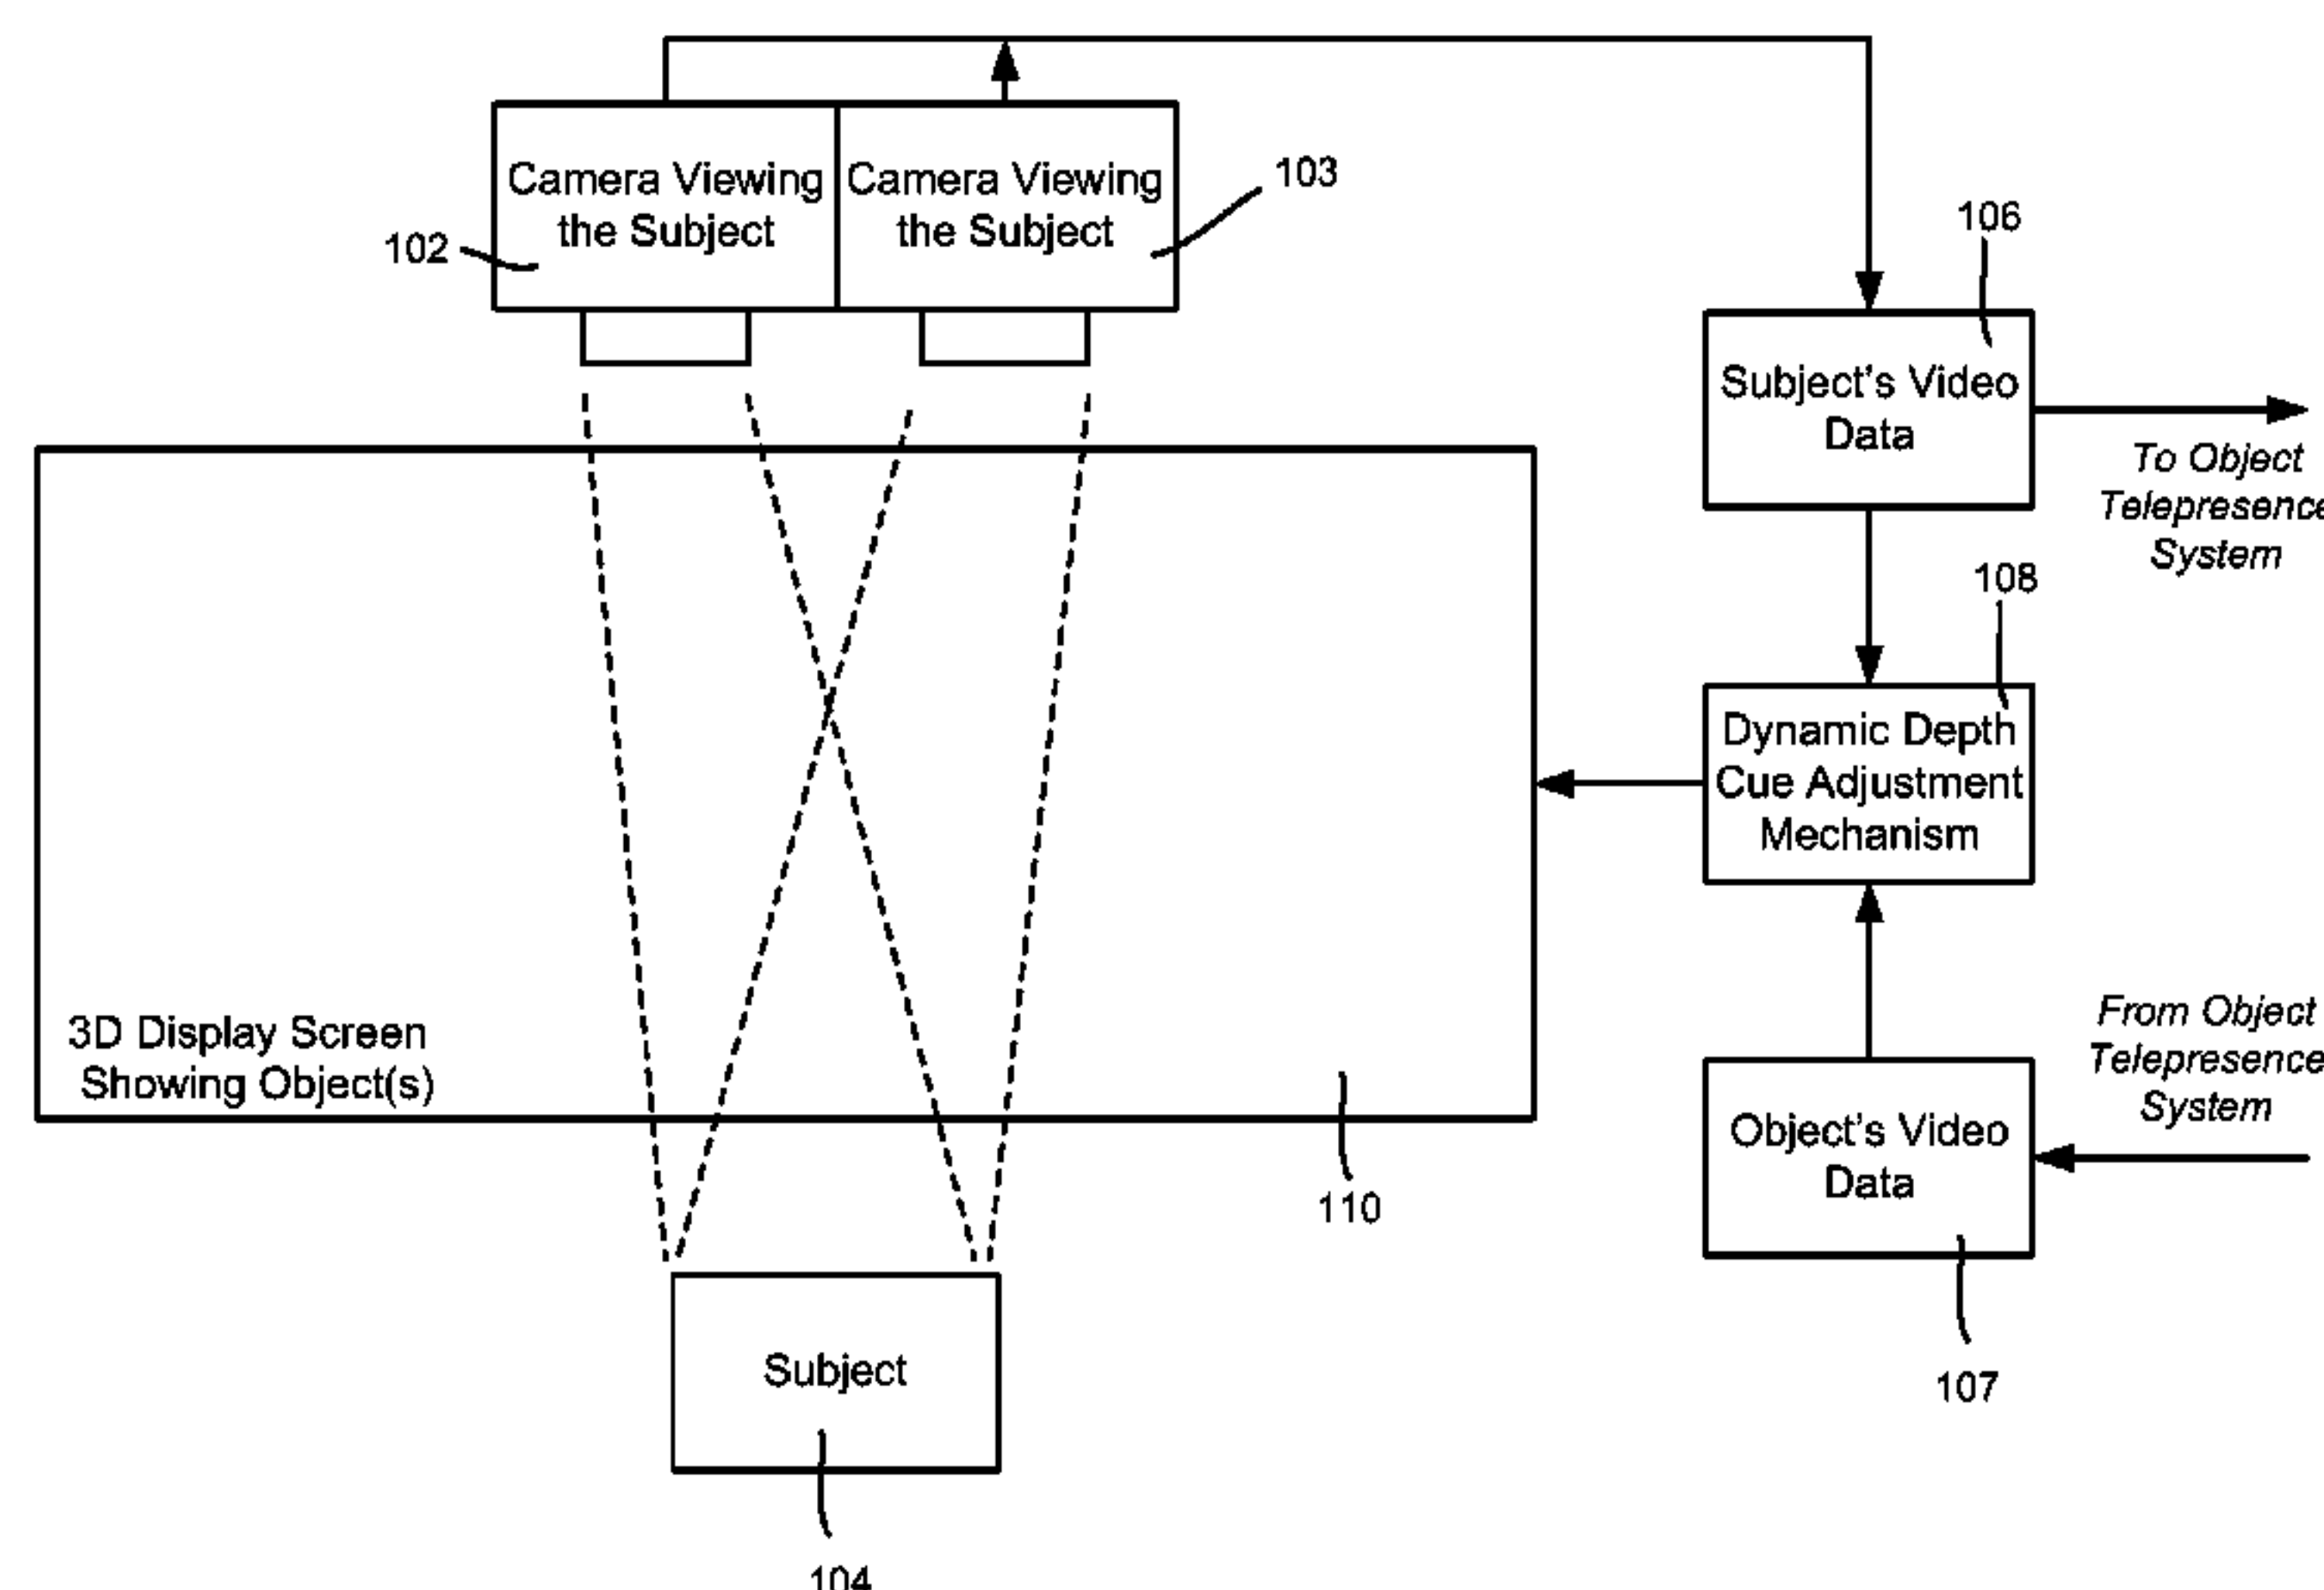 Camera Viewing
the Subject
Camera Viewing
the Subject
102
103
106
Subject's Video
Data
To Object
Telepresence
System
108
Dynamic Depth
Cue Adjustment
Mechanism
3D Display Screen
Showing Object(s)
110
From Object
Telepresence
System
Object's Video
Data
107
Subject
104